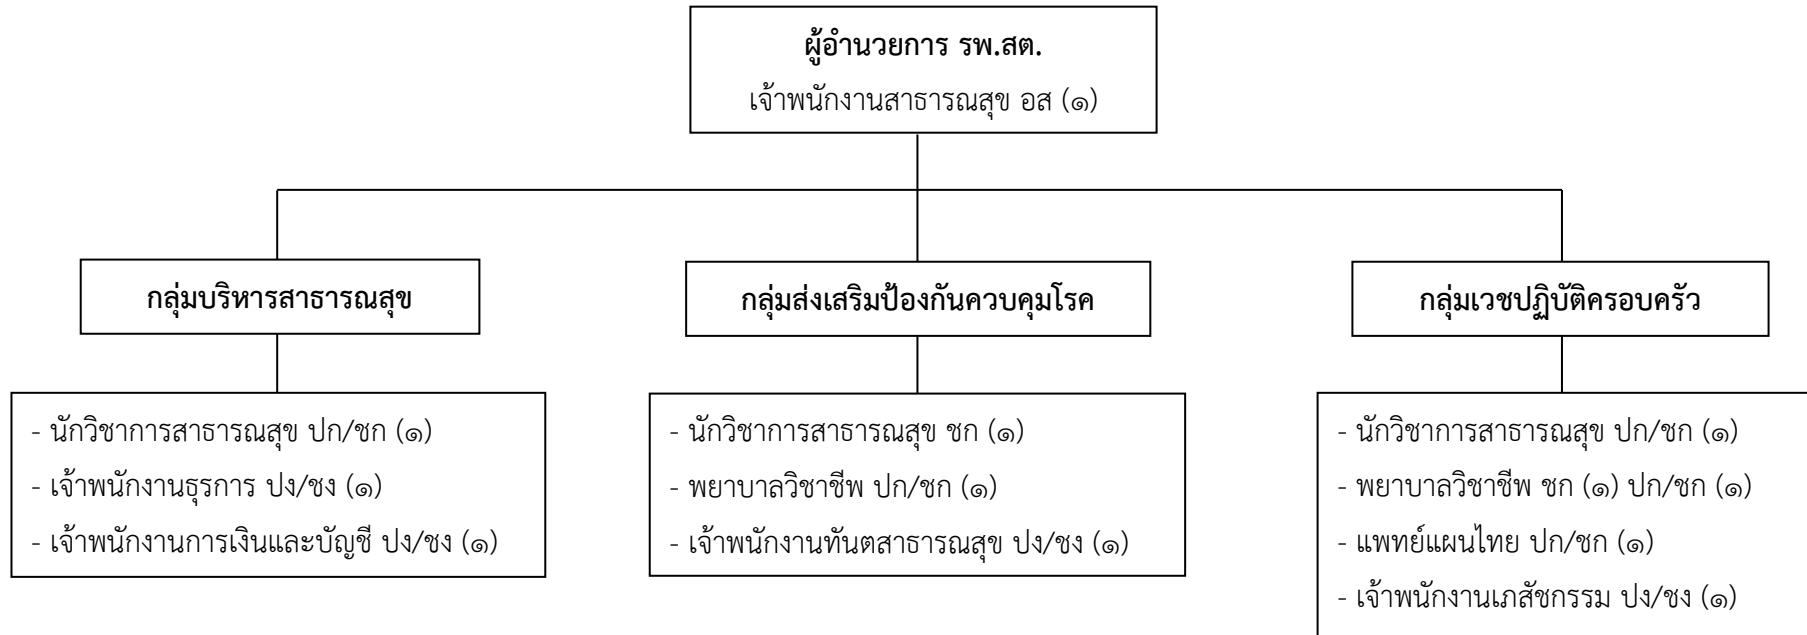 ผู้อำนวยการ รพ.สต.
เจ้าพนักงานสาธารณสุข อส (๑)
กลุ่มบริหารสาธารณสุข
- นักวิชาการสาธารณสุข ปก/ชก (๑)
- เจ้าพนักงานธุรการ ปง/ชง (๑)
- เจ้าพนักงานการเงินและบัญชี ปง/ชง (๑)
กลุ่มส่งเสริมป้องกันควบคุมโรค
- นักวิชาการสาธารณสุข ชก (๑)
- พยาบาลวิชาชีพ ปก/ชก (๑)
- เจ้าพนักงานทันตสาธารณสุข ปง/ชง (๑)
กลุ่มเวชปฏิบัติครอบครัว
- นักวิชาการสาธารณสุข ปก/ชก (๑)
- พยาบาลวิชาชีพ ชก (๑) ปก/ชก (๑)
- แพทย์แผนไทย ปก/ชก (๑)
- เจ้าพนักงานเภสัชกรรม ปง/ชง (๑)